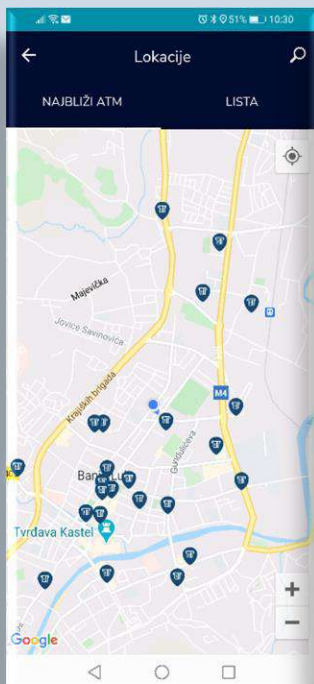 51% 10:30
Lokacije
NAJBLIŽI ATM
LISTA
Majevička
Jovice Savinovića
Krajiških brigada
M4
Gundulićeva
Tvrđava Kastel
Google